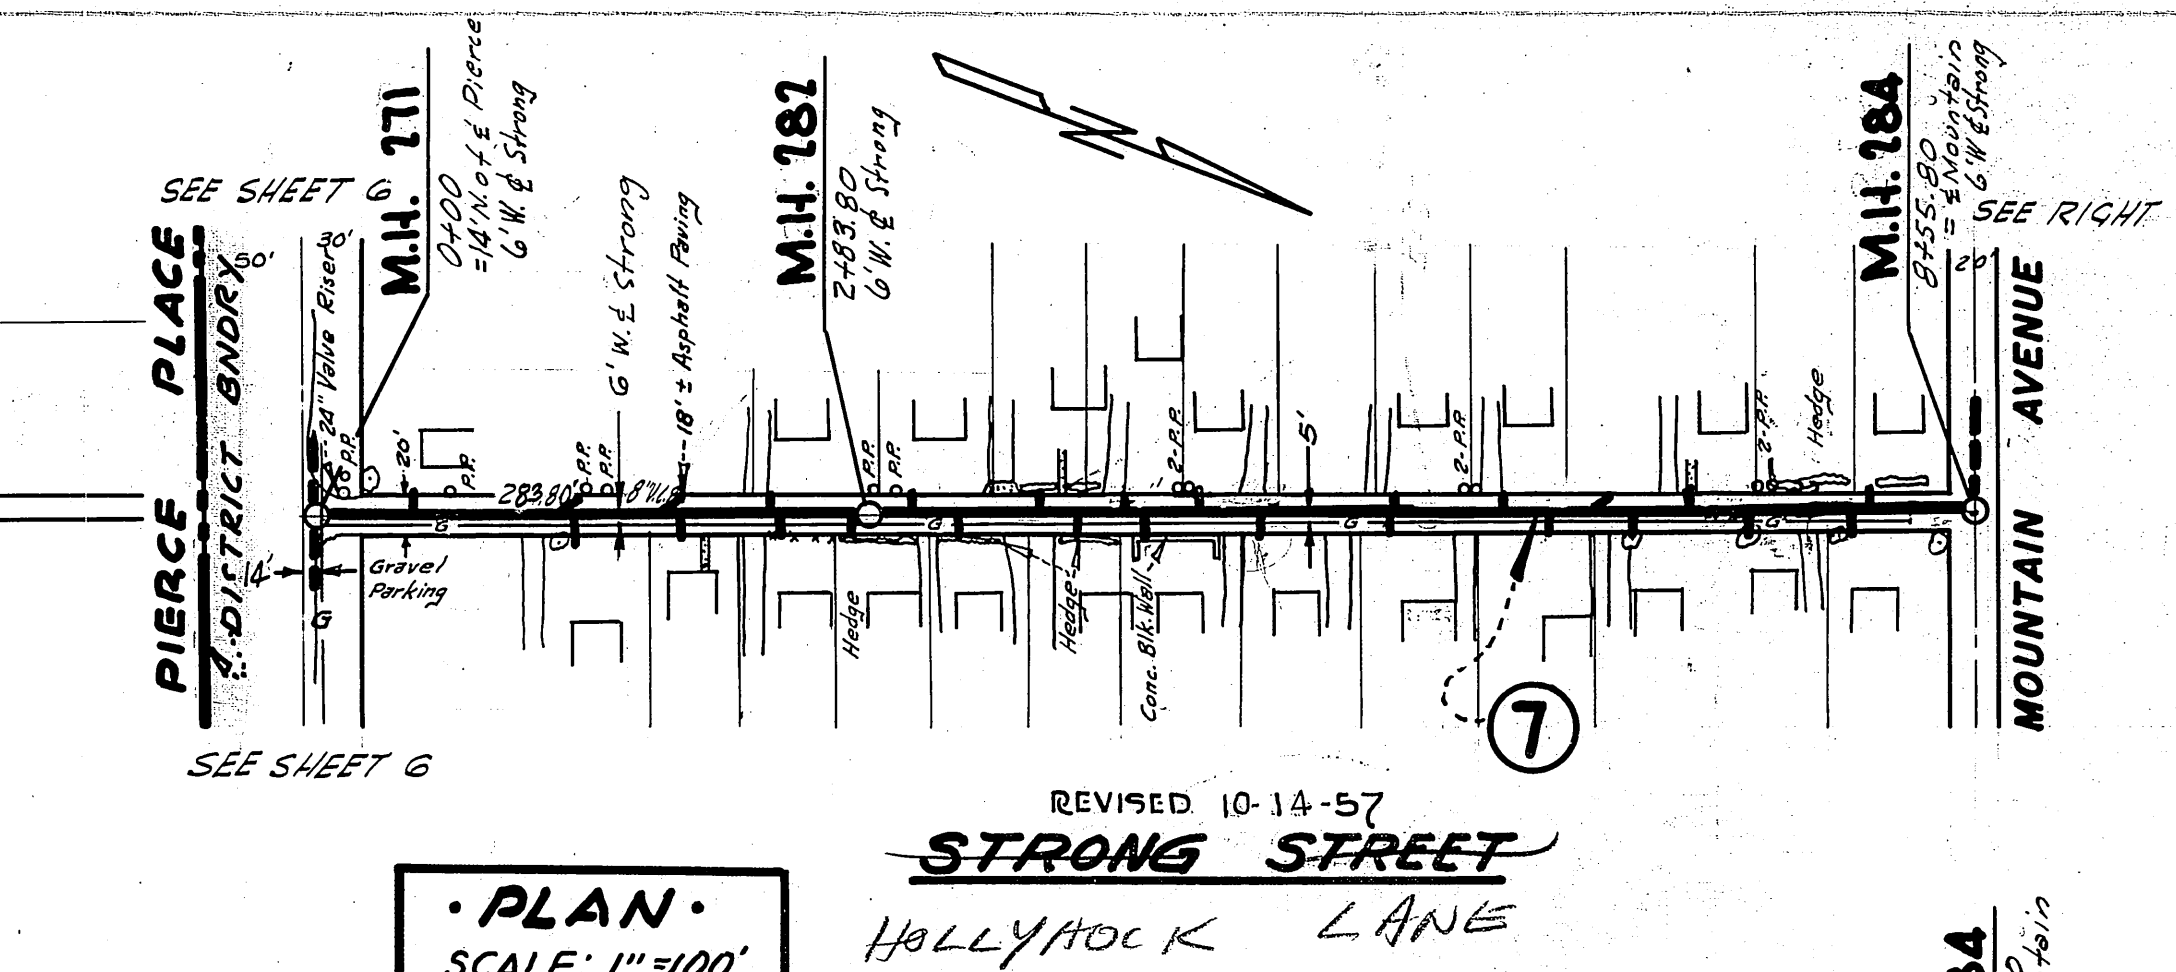 SEE SHEET 6
PIERCE PLACE
DISTRICT BNDRY
50'
30'
24" Valve Riser
M.H. 271
0+00
=14' N. of ⅊ Pierce
6' W. ⅊ Strong
6' W. ⅊ Strong
18' ± Asphalt Paving
M.H. 282
2+83.80
6' W. ⅊ Strong
M.H. 284
8+55.80
= ⅊ Mountain
6' W ⅊ Strong
SEE RIGHT
20'
MOUNTAIN AVENUE
P.P.
20'
P.P.
283.80'
P.P.
P.P.
8" V.C.P.
P.P.
P.P.
2-P.P.
5'
2-P.P.
2-P.P.
Hedge
G
G
G
G
14'
Gravel
Parking
G
Hedge
Hedge
Conc. Blk. Wall
7
SEE SHEET 6
REVISED 10-14-57
STRONG STREET
HOLLYHOCK LANE
• PLAN •
SCALE: 1"=100'
84
tain